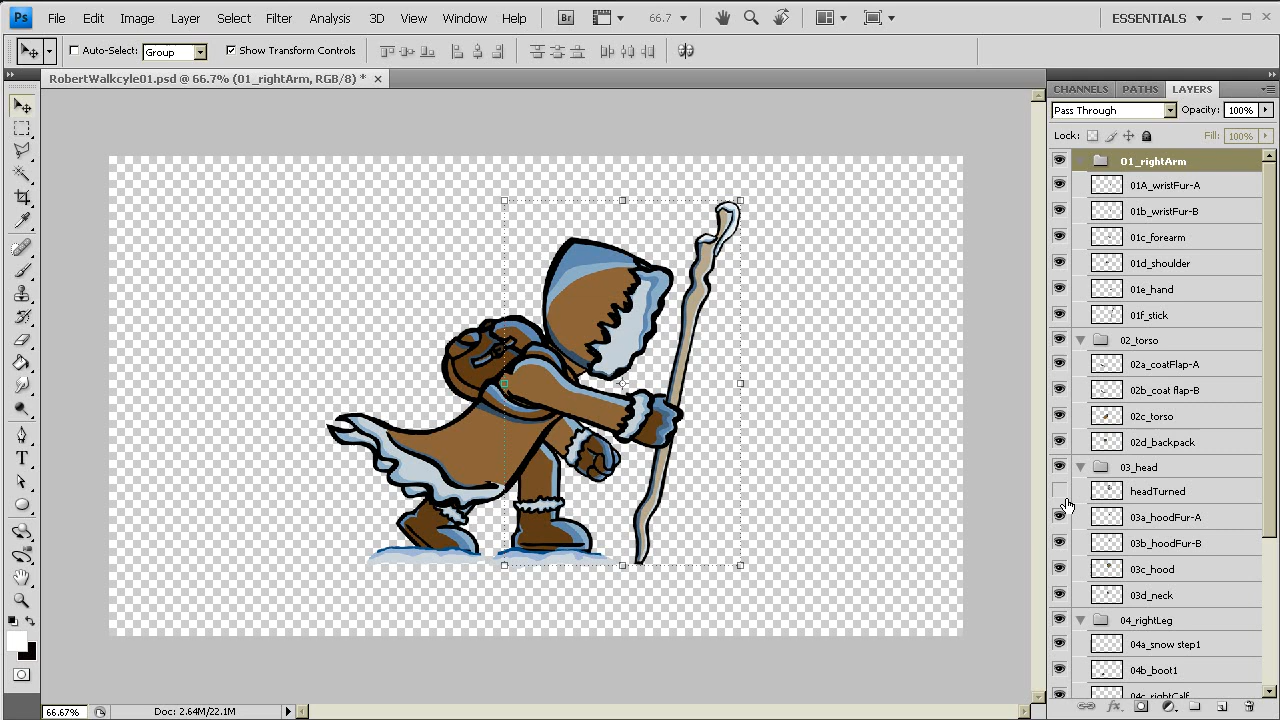 Ps File Edit Image Layer Select Filter Analysis 3D View Window Help Br 66.7 ESSENTIALS
Auto-Select: Group Show Transform Controls
RobertWalkcyle01.psd @ 66.7% (01_rightArm, RGB/8) *
CHANNELS PATHS LAYERS
Pass Through Opacity: 100%
Lock: Fill: 100%
01_rightArm
01A_wristFur-A
01b_wristFur-B
01c_forearm
01d_shoulder
01e_hand
01f_stick
02_torso
02a_coatFlap-A
02b_coat flap-B
02c_torso
02d_backpack
03_head
headTurned
03a_hoodFur-A
03b_hoodFur-B
03c_hood
03d_neck
04_rightLeg
04a_snow step1
04b_boot1
04c_rightCalf
T
66.67% Doc: 2.64M/22.1M
fx